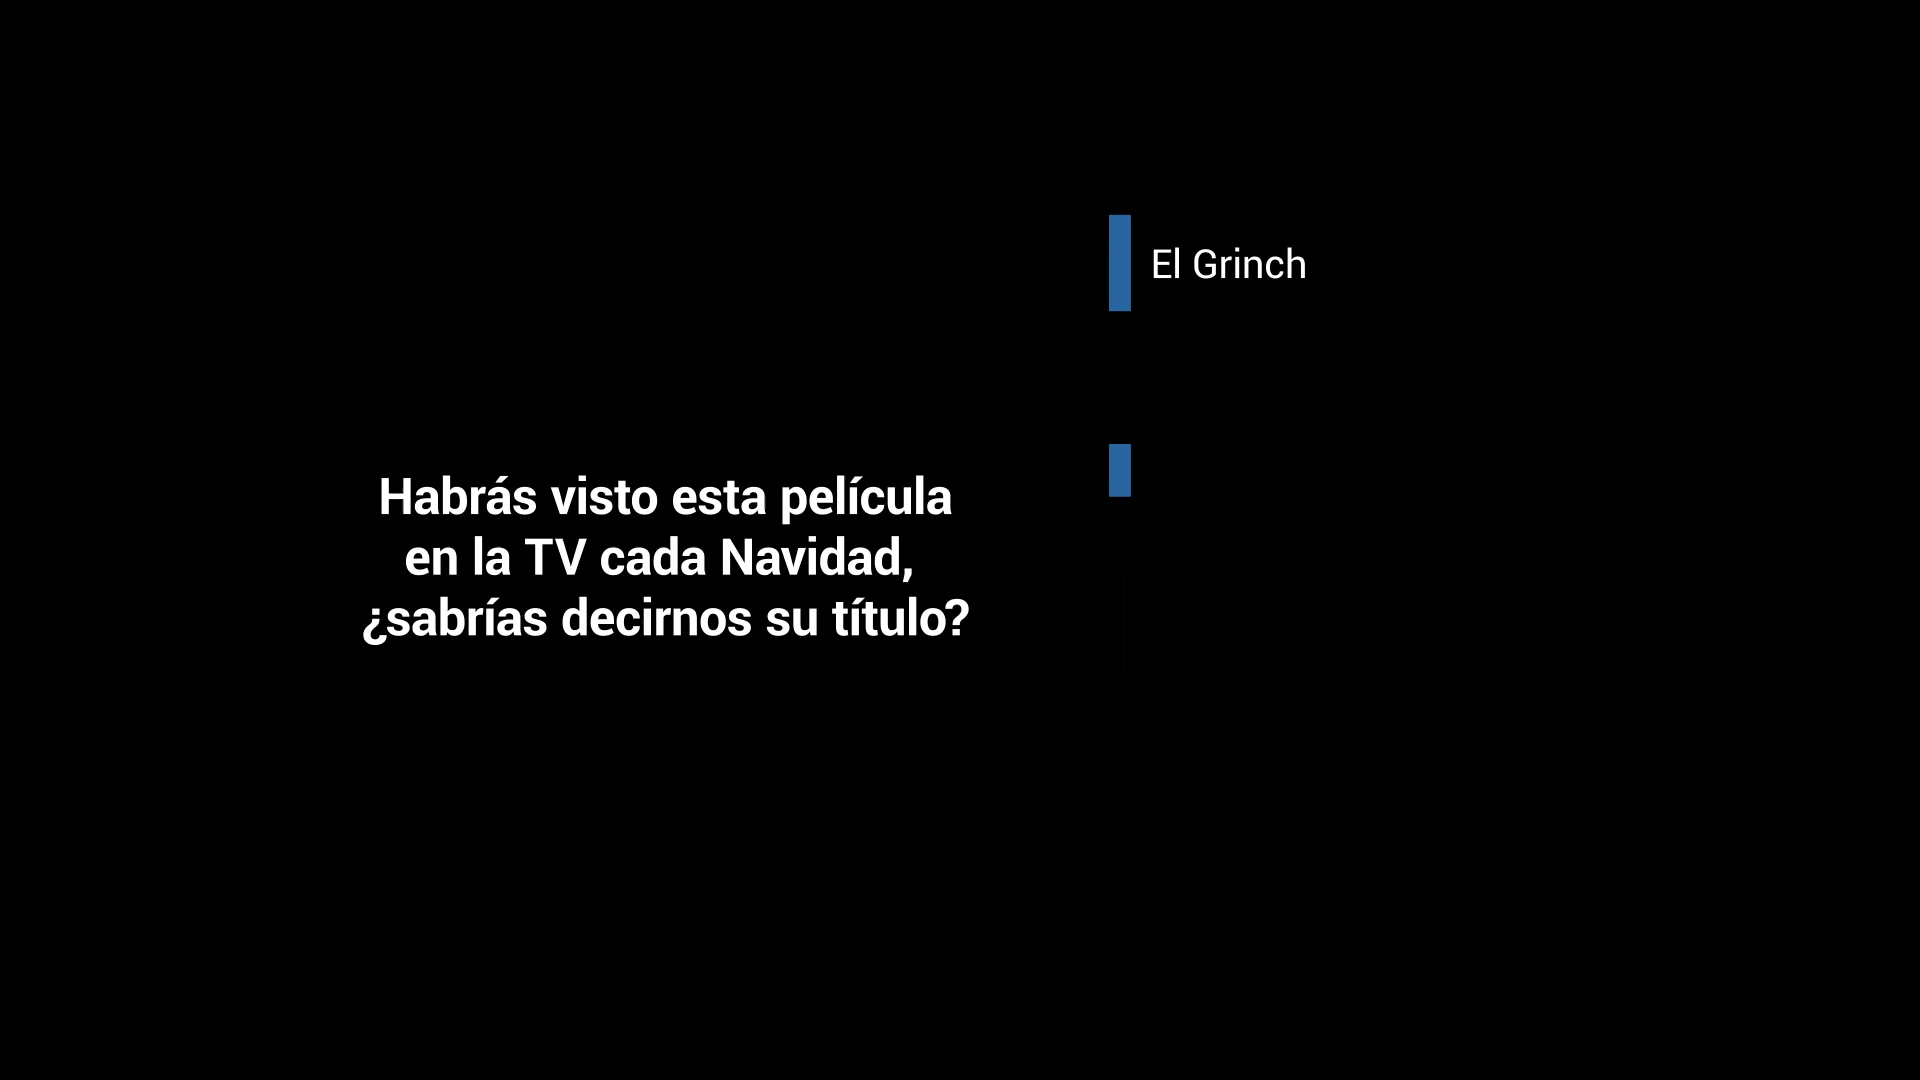 Habrás visto esta película
en la TV cada Navidad,
¿sabrías decirnos su título?
El Grinch